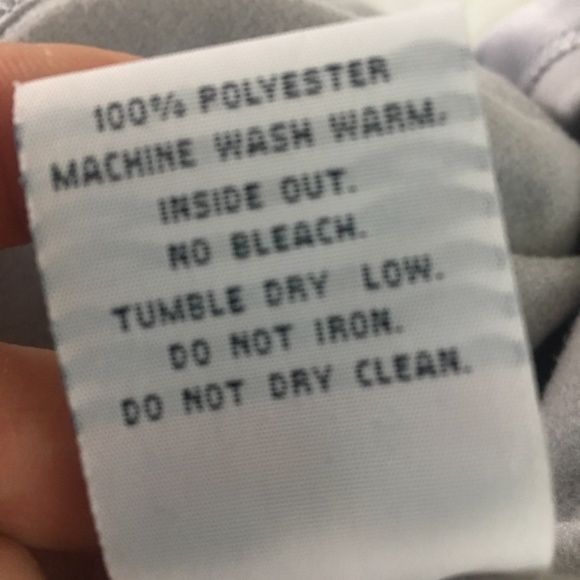 100% POLYESTER
MACHINE WASH WARM.
INSIDE OUT.
NO BLEACH.
TUMBLE DRY LOW.
DO NOT IRON.
DO NOT DRY CLEAN.